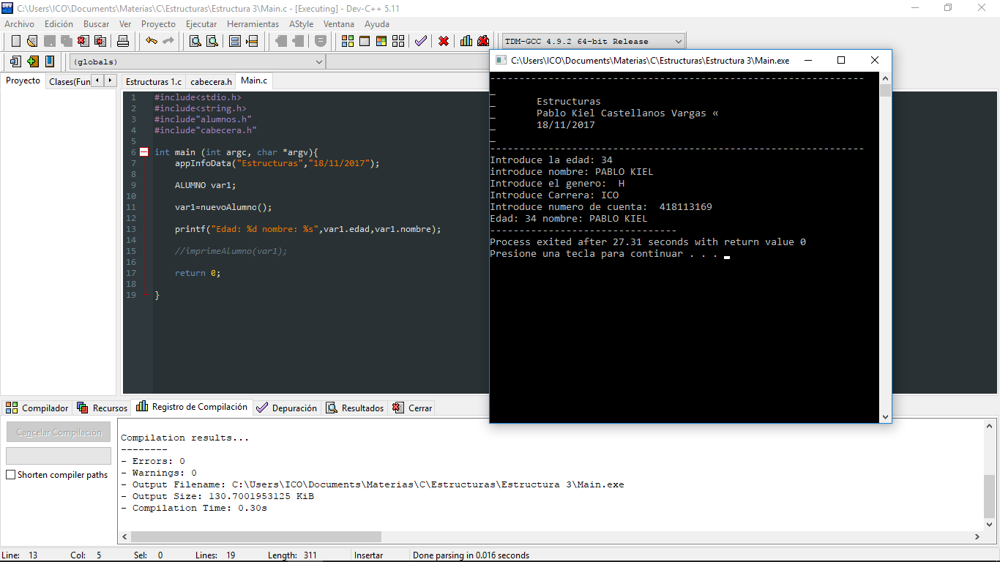 C:\Users\ICO\Documents\Materias\C\Estructuras\Estructura 3\Main.c - [Executing] - Dev-C++ 5.11
Archivo Edición Buscar Ver Proyecto Ejecutar Herramientas AStyle Ventana Ayuda
TDM-GCC 4.9.2 64-bit Release
(globals)
Proyecto Clases(Fun
Estructuras 1.c cabecera.h Main.c
1 #include<stdio.h>
2 #include<string.h>
3 #include"alumnos.h"
4 #include"cabecera.h"
5
6 int main (int argc, char *argv){
7 appInfoData("Estructuras","18/11/2017");
8
9 ALUMNO var1;
10
11 var1=nuevoAlumno();
12
13 printf("Edad: %d nombre: %s",var1.edad,var1.nombre);
14
15 //imprimeAlumno(var1);
16
17 return 0;
18
19 }
C:\Users\ICO\Documents\Materias\C\Estructuras\Estructura 3\Main.exe
----------------------------------------------------------------
-
Estructuras
-
Pablo Kiel Castellanos Vargas «
-
18/11/2017
-
-
----------------------------------------------------------------
Introduce la edad: 34
introduce nombre: PABLO KIEL
Introduce el genero:  H
Introduce Carrera: ICO
Introduce numero de cuenta:  418113169
Edad: 34 nombre: PABLO KIEL
--------------------------------
Process exited after 27.31 seconds with return value 0
Presione una tecla para continuar . . .
Compilador Recursos Registro de Compilación Depuración Resultados Cerrar
Cancelar Compilación
Shorten compiler paths
Compilation results...
--------
- Errors: 0
- Warnings: 0
- Output Filename: C:\Users\ICO\Documents\Materias\C\Estructuras\Estructura 3\Main.exe
- Output Size: 130.7001953125 KiB
- Compilation Time: 0.30s
Line: 13 Col: 5 Sel: 0 Lines: 19 Length: 311 Insertar Done parsing in 0.016 seconds